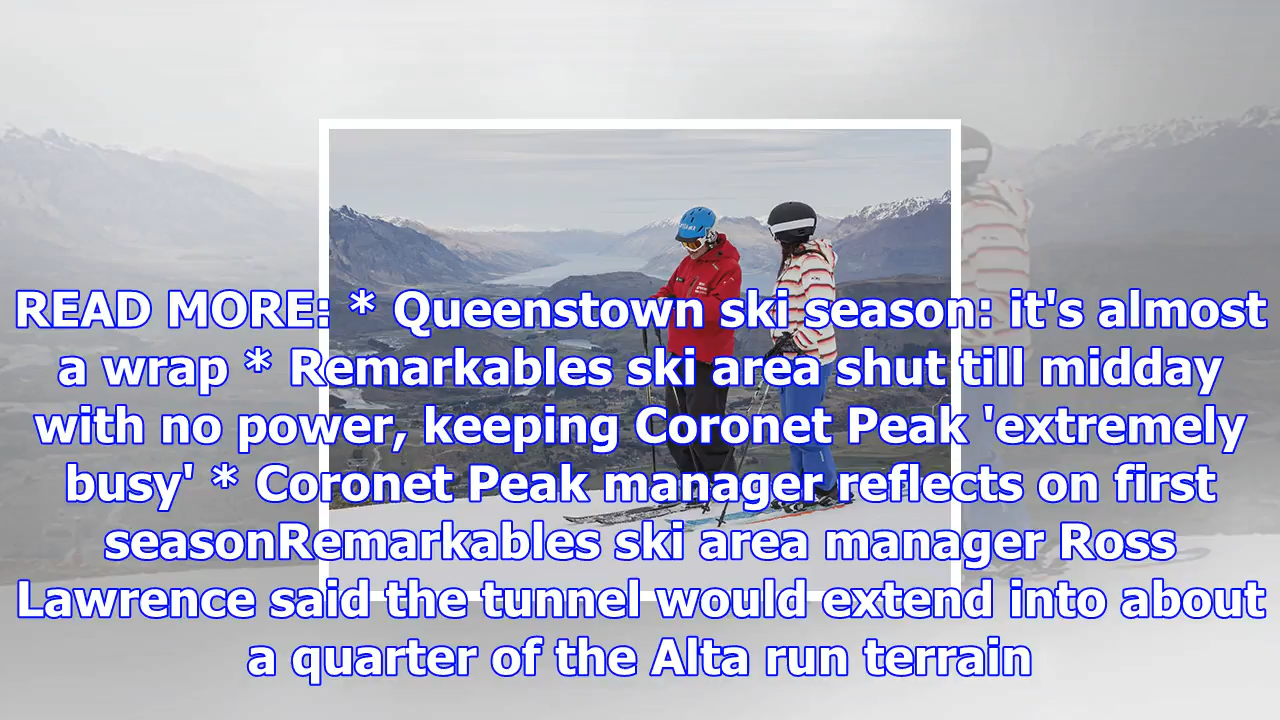 READ MORE: * Queenstown ski season: it's almost
a wrap * Remarkables ski area shut till midday
with no power, keeping Coronet Peak 'extremely
busy' * Coronet Peak manager reflects on first
seasonRemarkables ski area manager Ross
Lawrence said the tunnel would extend into about
a quarter of the Alta run terrain